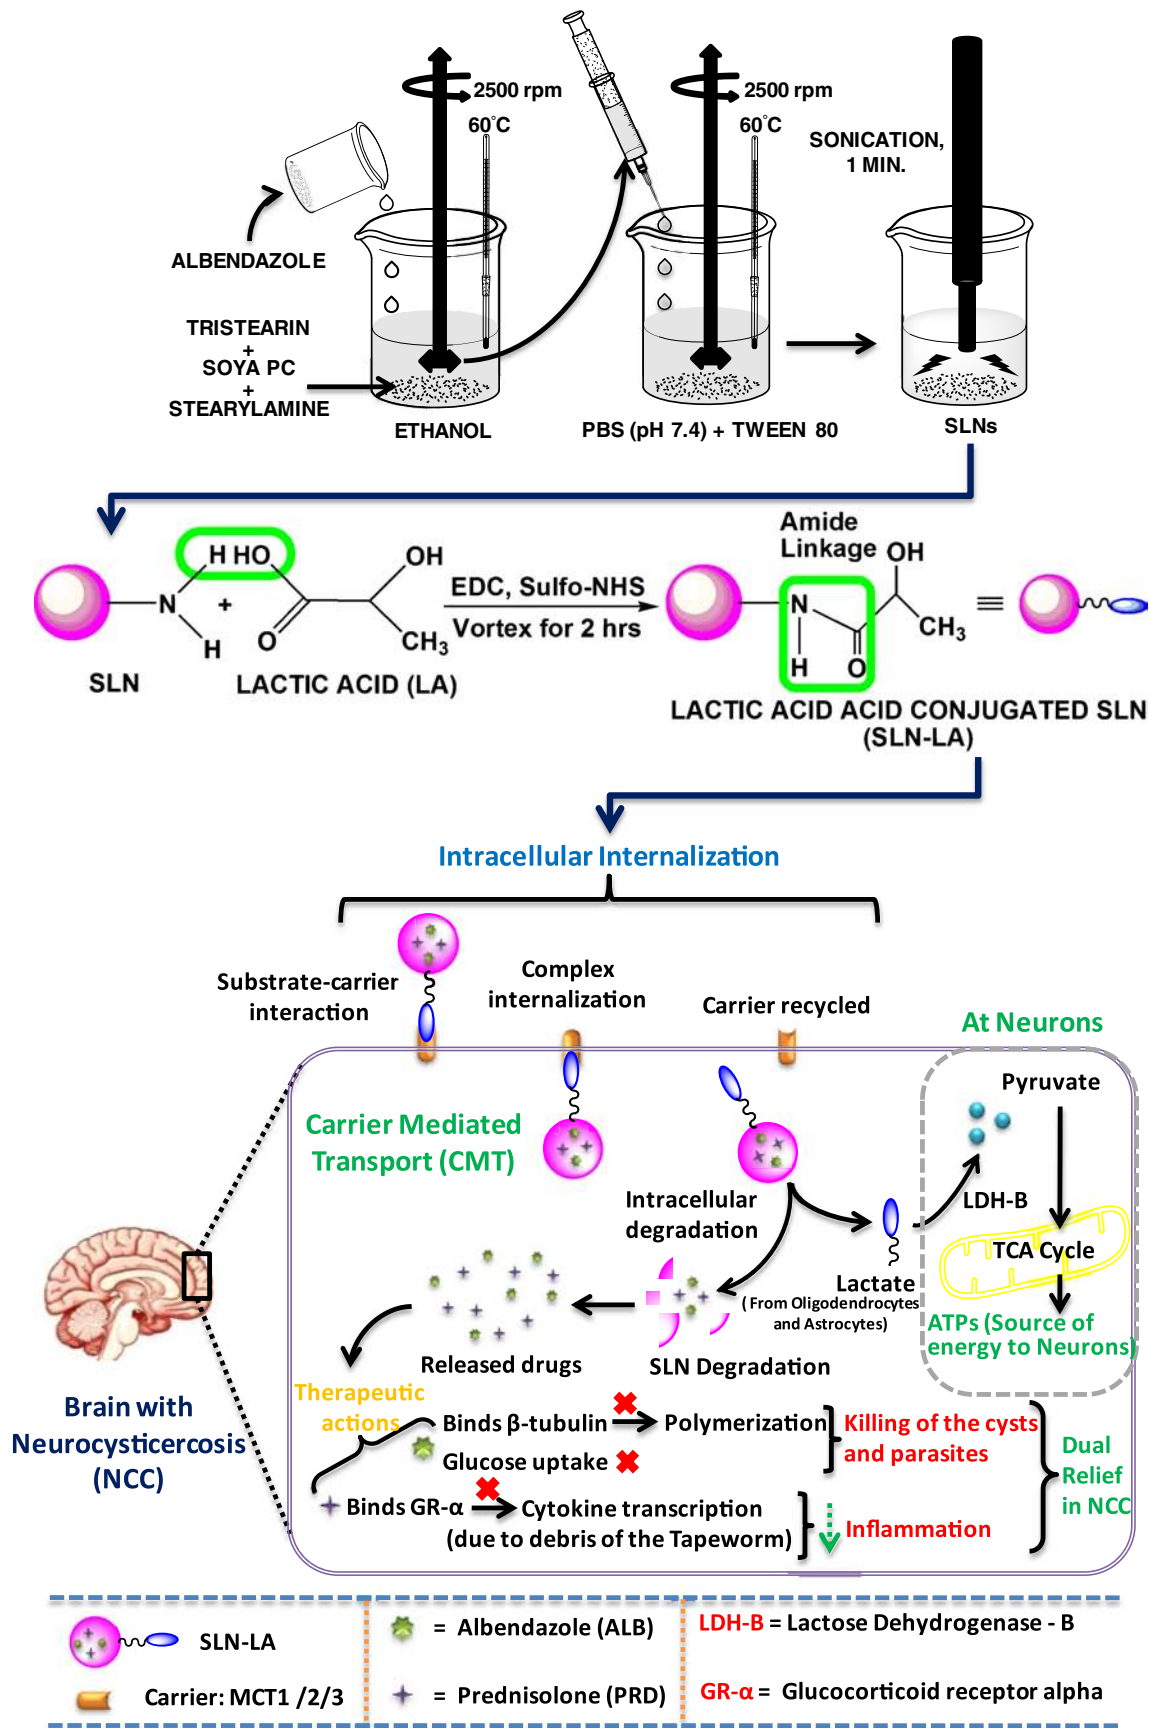 2500 rpm
60°C
2500 rpm
60°C
SONICATION,
1 MIN.
ALBENDAZOLE
TRISTEARIN
+
SOYA PC
+
STEARYLAMINE
ETHANOL
PBS (pH 7.4) + TWEEN 80
SLNs
H HO
OH
N
+
O
H
CH3
SLN
LACTIC ACID (LA)
EDC, Sulfo-NHS
Vortex for 2 hrs
Amide
Linkage
OH
N
CH3
H
O
LACTIC ACID ACID CONJUGATED SLN
(SLN-LA)
Intracellular Internalization
Substrate-carrier
interaction
Complex
internalization
Carrier recycled
At Neurons
Pyruvate
Carrier Mediated
Transport (CMT)
LDH-B
Intracellular
degradation
TCA Cycle
Lactate
( From Oligodendrocytes
and Astrocytes)
ATPs (Source of
energy to Neurons)
Released drugs
SLN Degradation
Brain with
Neurocysticercosis
(NCC)
Therapeutic
actions
Binds β-tubulin
Polymerization
Glucose uptake
Killing of the cysts
and parasites
Binds GR-α
Cytokine transcription
(due to debris of the Tapeworm)
Inflammation
Dual
Relief
in NCC
SLN-LA
Carrier: MCT1 /2/3
= Albendazole (ALB)
= Prednisolone (PRD)
LDH-B = Lactose Dehydrogenase - B
GR-α = Glucocorticoid receptor alpha